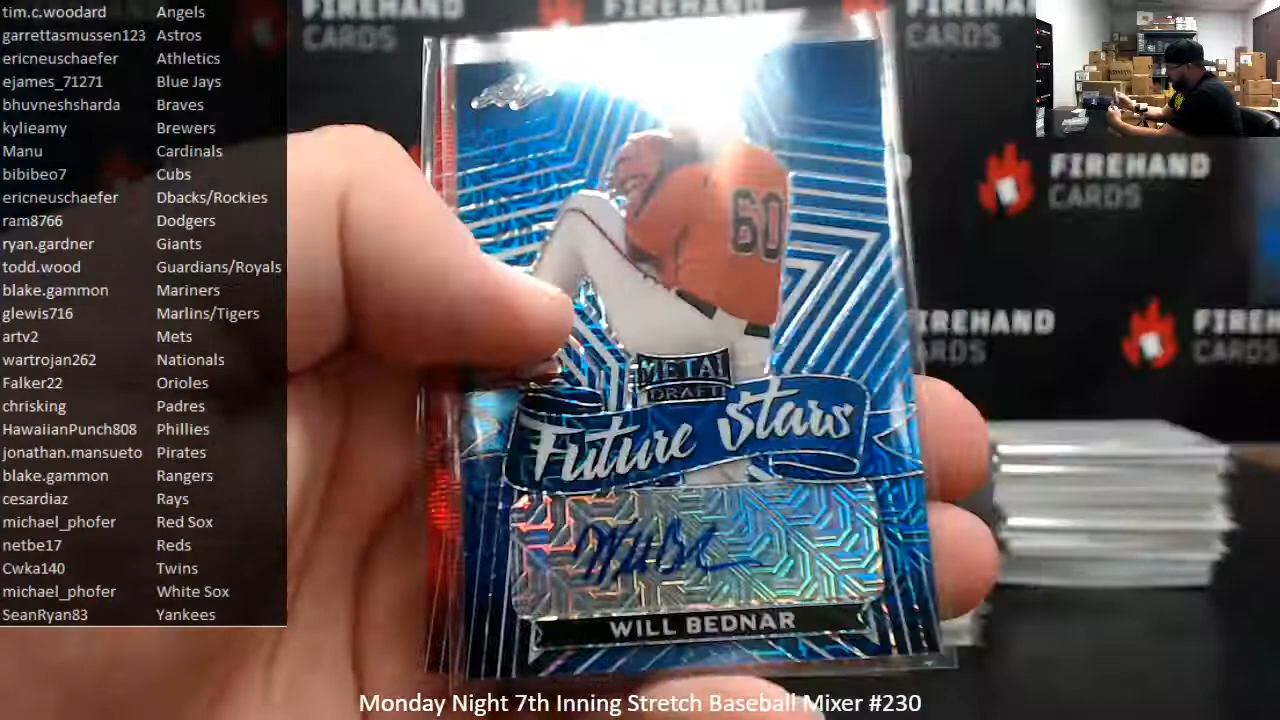 tim.c.woodard Angels
garrettasmussen123 Astros
ericneuschaefer Athletics
ejames_71271 Blue Jays
bhuvneshsharda Braves
kylieamy Brewers
Manu Cardinals
bibibeo7 Cubs
ericneuschaefer Dbacks/Rockies
ram8766 Dodgers
ryan.gardner Giants
todd.wood Guardians/Royals
blake.gammon Mariners
glewis716 Marlins/Tigers
artv2 Mets
wartrojan262 Nationals
Falker22 Orioles
chrisking Padres
HawaiianPunch808 Phillies
jonathan.mansueto Pirates
blake.gammon Rangers
cesardiaz Rays
michael_phofer Red Sox
netbe17 Reds
Cwka140 Twins
michael_phofer White Sox
SeanRyan83 Yankees
FIREHAND
CARDS
FIREHAND
CARDS
FIREHAND
CARDS
FIREHAND
CARDS
60
METAL
DRAFT
Future Stars
WILL BEDNAR
Monday Night 7th Inning Stretch Baseball Mixer #230